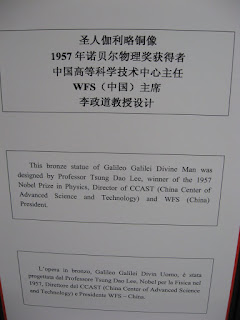 圣人伽利略铜像
1957年诺贝尔物理奖获得者
中国高等科学技术中心主任
WFS（中国）主席
李政道教授设计
This bronze statue of Galileo Galilei Divine Man was
designed by Professor Tsung Dao Lee, winner of the 1957
Nobel Prize in Physics, Director of CCAST (China Center of
Advanced Science and Technology) and WFS (China)
President.
L'opera in bronzo, Galileo Galilei Divin Uomo, è stata
progettata dal Professore Tsung Dao Lee, Nobel per la Fisica nel
1957, Direttore del CCAST (China Center of Advanced Science
and Technology) e Presidente WFS – China.